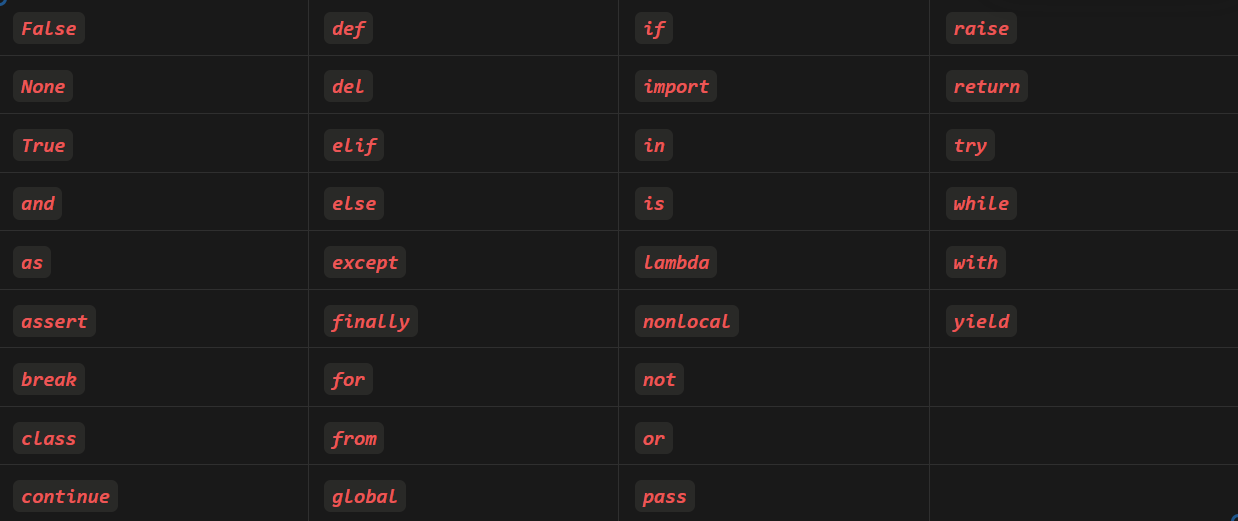 False def if raise
None del import return
True elif in try
and else is while
as except lambda with
assert finally nonlocal yield
break for not
class from or
continue global pass